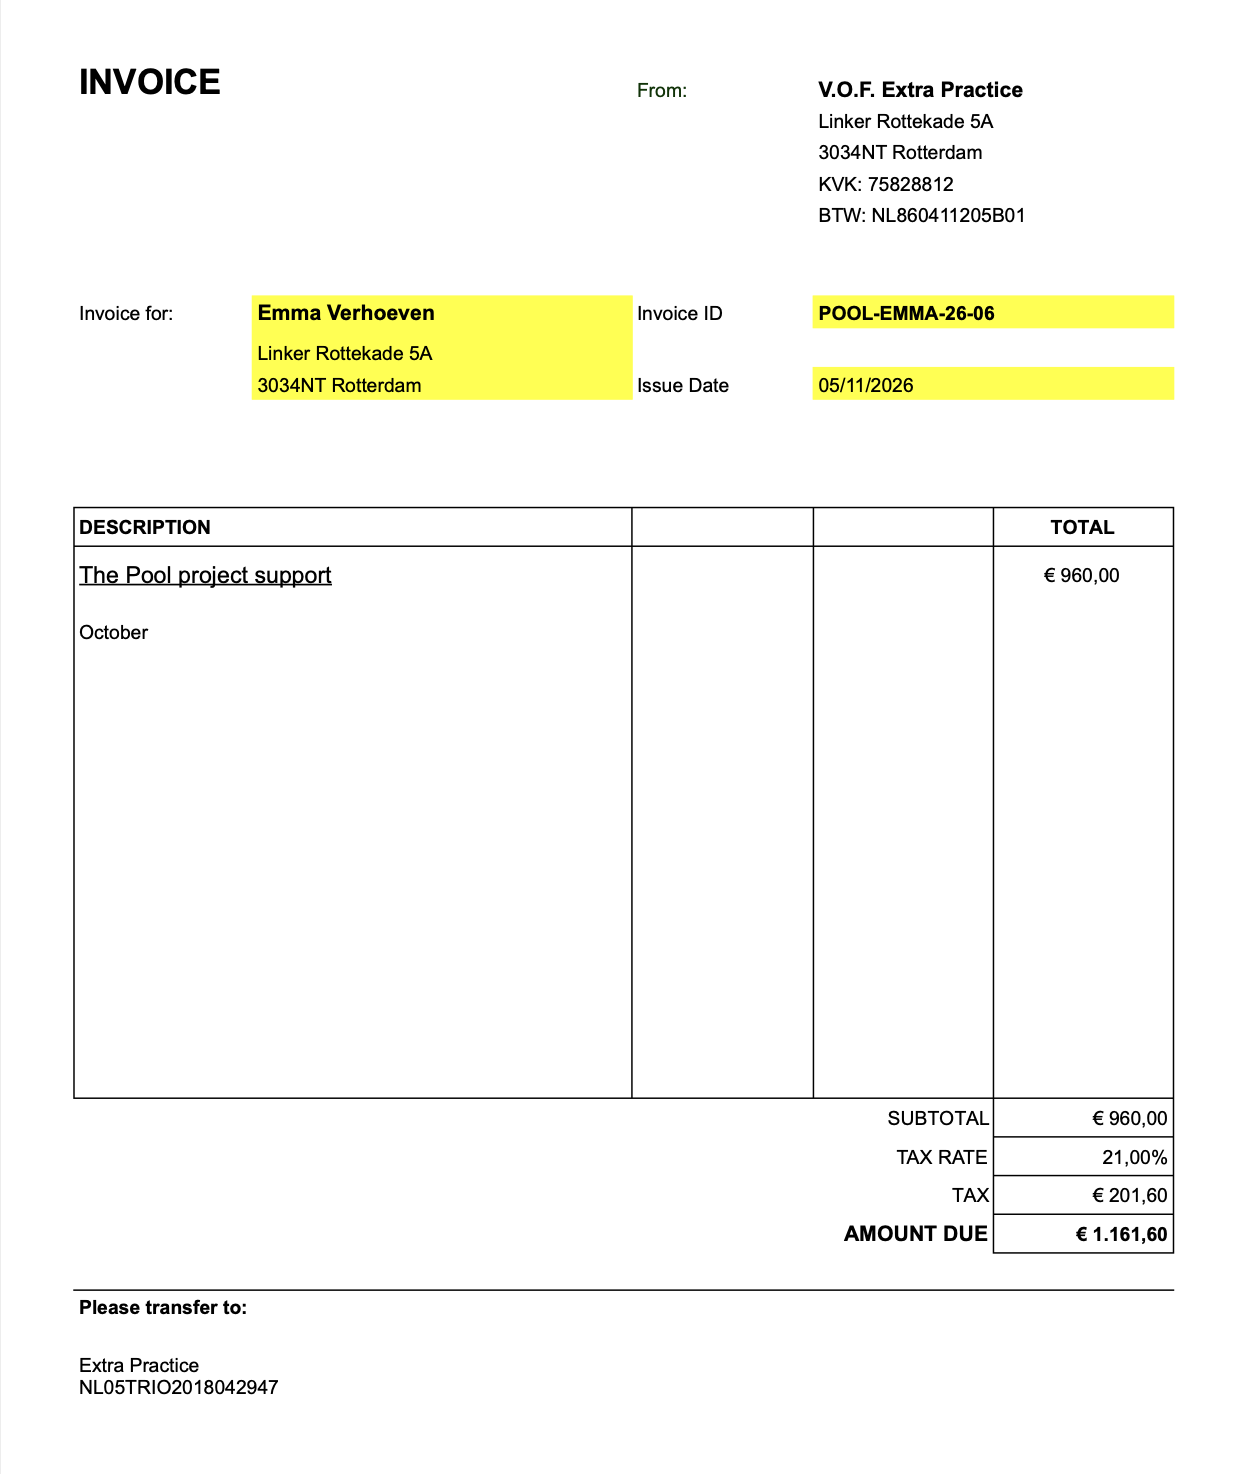 INVOICE
From:
V.O.F. Extra Practice
Linker Rottekade 5A
3034NT Rotterdam
KVK: 75828812
BTW: NL860411205B01
Invoice for:
Emma Verhoeven
Invoice ID
POOL-EMMA-26-06
Linker Rottekade 5A
3034NT Rotterdam
Issue Date
05/11/2026
DESCRIPTION
TOTAL
The Pool project support
€ 960,00
October
SUBTOTAL
€ 960,00
TAX RATE
21,00%
TAX
€ 201,60
AMOUNT DUE
€ 1.161,60
Please transfer to:
Extra Practice
NL05TRIO2018042947